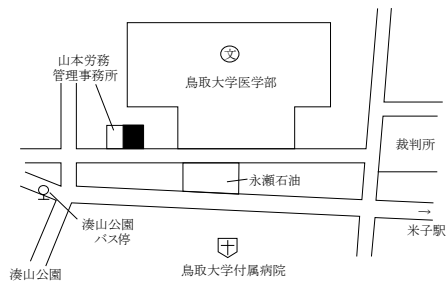 山本労務
管理事務所
文
鳥取大学医学部
裁判所
永瀬石油
→
米子駅
湊山公園
バス停
湊山公園
鳥取大学付属病院